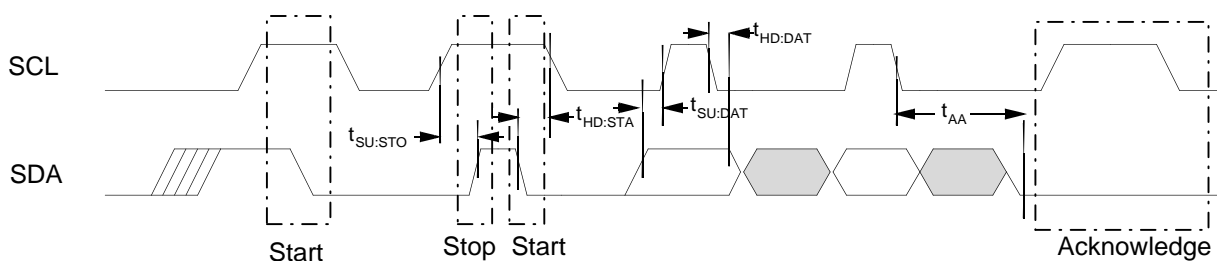 t_HD:DAT
SCL
t_SU:STO
t_HD:STA
t_SU:DAT
t_AA
SDA
Start
Stop
Start
Acknowledge